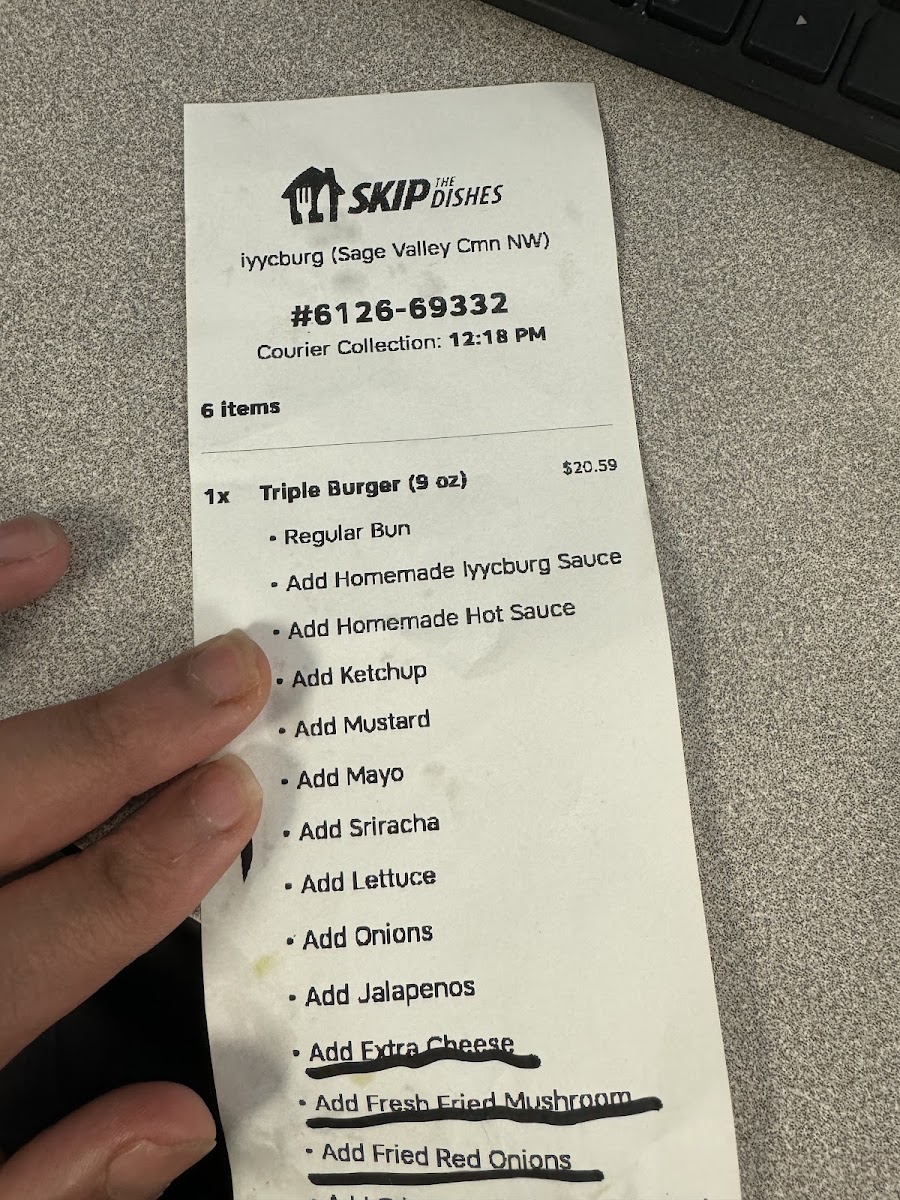 SKIP THE DISHES
iyycburg (Sage Valley Cmn NW)
#6126-69332
Courier Collection: 12:18 PM
6 items
1x Triple Burger (9 oz) $20.59
• Regular Bun
• Add Homemade Iyycburg Sauce
• Add Homemade Hot Sauce
• Add Ketchup
• Add Mustard
• Add Mayo
• Add Sriracha
• Add Lettuce
• Add Onions
• Add Jalapenos
• Add Extra Cheese
• Add Fresh Fried Mushroom
• Add Fried Red Onions
• Add